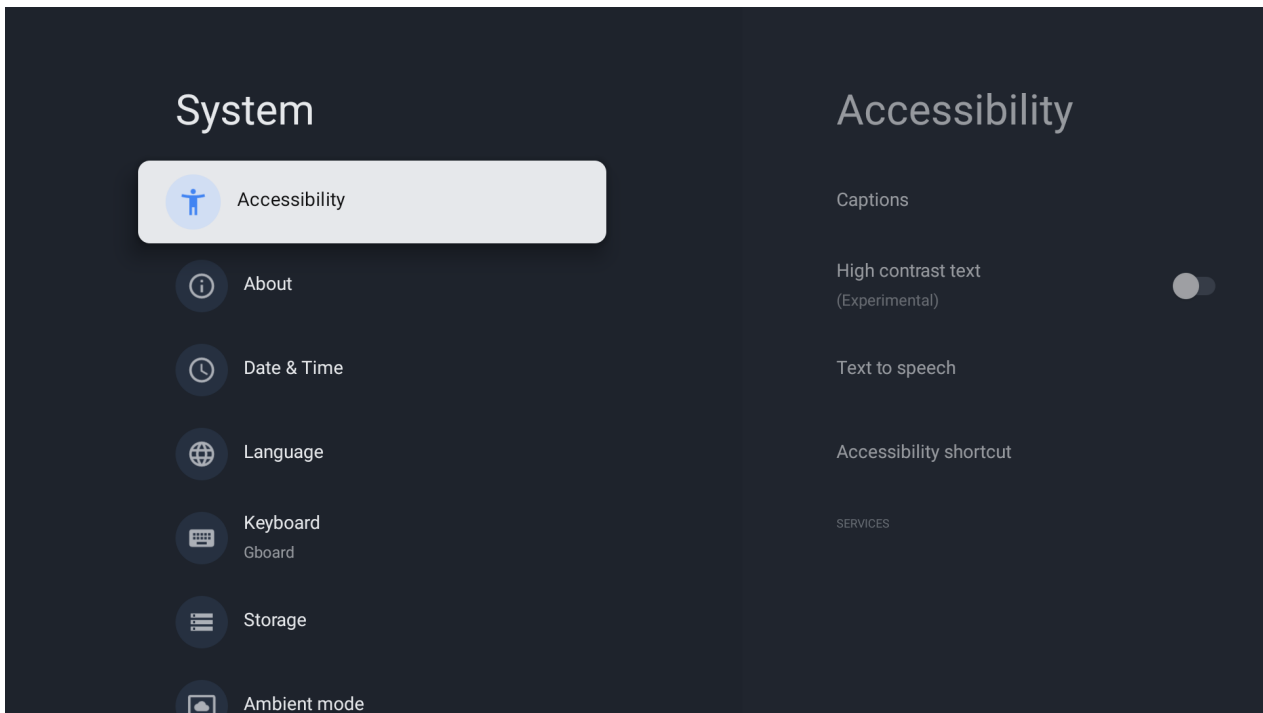 System
Accessibility
About
Date & Time
Language
Keyboard
Gboard
Storage
Ambient mode
Accessibility
Captions
High contrast text
(Experimental)
Text to speech
Accessibility shortcut
SERVICES